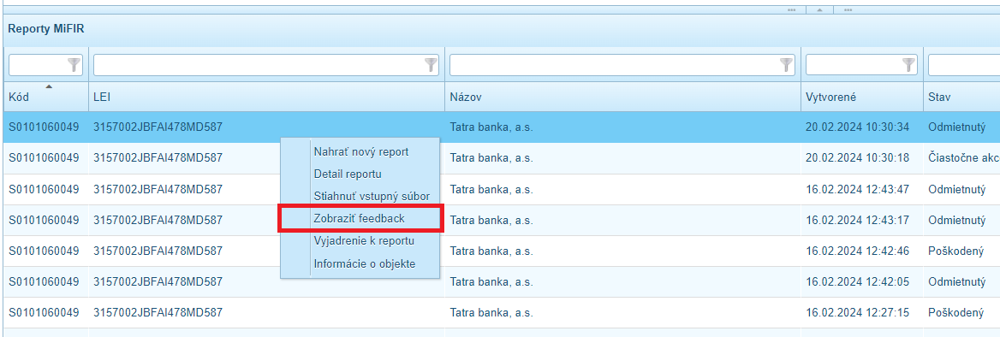 Reporty MiFIR
Kód LEI Názov Vytvorené Stav
S0101060049 3157002JBFAI478MD587 Tatra banka, a.s. 20.02.2024 10:30:34 Odmietnutý
S0101060049 3157002JBFAI478MD587 Tatra banka, a.s. 20.02.2024 10:30:18 Čiastočne akc
S0101060049 3157002JBFAI478MD587 Tatra banka, a.s. 16.02.2024 12:43:47 Odmietnutý
S0101060049 3157002JBFAI478MD587 Tatra banka, a.s. 16.02.2024 12:43:17 Odmietnutý
S0101060049 3157002JBFAI478MD587 Tatra banka, a.s. 16.02.2024 12:42:46 Poškodený
S0101060049 3157002JBFAI478MD587 Tatra banka, a.s. 16.02.2024 12:42:05 Odmietnutý
S0101060049 3157002JBFAI478MD587 Tatra banka, a.s. 16.02.2024 12:27:15 Poškodený
Nahrať nový report
Detail reportu
Stiahnuť vstupný súbor
Zobraziť feedback
Vyjadrenie k reportu
Informácie o objekte